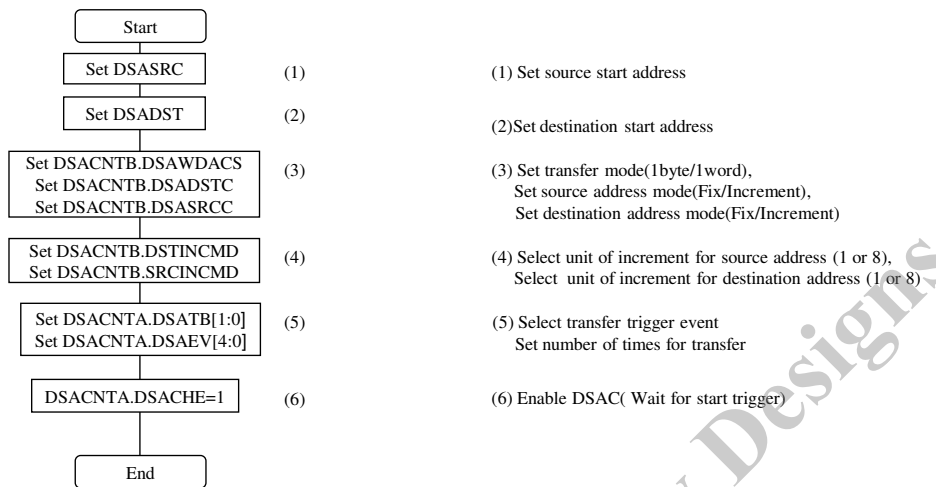 Start
Set DSASRC
(1)
(1) Set source start address
Set DSADST
(2)
(2)Set destination start address
Set DSACNTB.DSAWDACS
Set DSACNTB.DSADSTC
Set DSACNTB.DSASRCC
(3)
(3) Set transfer mode(1byte/1word),
Set source address mode(Fix/Increment),
Set destination address mode(Fix/Increment)
Set DSACNTB.DSTINCMD
Set DSACNTB.SRCINCMD
(4)
(4) Select unit of increment for source address (1 or 8),
Select unit of increment for destination address (1 or 8)
Set DSACNTA.DSATB[1:0]
Set DSACNTA.DSAEV[4:0]
(5)
(5) Select transfer trigger event
Set number of times for transfer
DSACNTA.DSACHE=1
(6)
(6) Enable DSAC( Wait for start trigger)
End
Designs